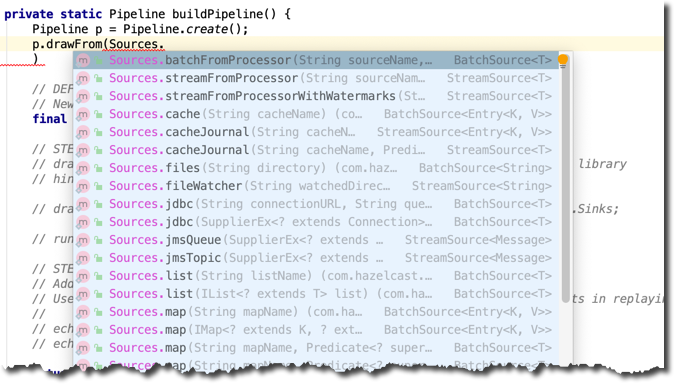 private static Pipeline buildPipeline() {
Pipeline p = Pipeline.create();
p.drawFrom(Sources.
)
Sources.batchFromProcessor(String sourceName,… BatchSource<T>
Sources.streamFromProcessor(String sourceNam… StreamSource<T>
Sources.streamFromProcessorWithWatermarks(St… StreamSource<T>
// DEF
Sources.cache(String cacheName) (co… BatchSource<Entry<K, V>>
// New
Sources.cacheJournal(String cacheN… StreamSource<Entry<K, V>>
final
Sources.cacheJournal(String cacheName, Predi… StreamSource<T>
// STE
Sources.files(String directory) (com.haz… BatchSource<String>
// dra library
Sources.fileWatcher(String watchedDirec… StreamSource<String>
// hin
Sources.jdbc(String connectionURL, String que… BatchSource<T>
// dra .Sinks;
Sources.jdbc(SupplierEx<? extends Connection>… BatchSource<T>
// run
Sources.jmsQueue(SupplierEx<? extends … StreamSource<Message>
Sources.jmsTopic(SupplierEx<? extends … StreamSource<Message>
// STE
Sources.list(String listName) (com.hazelcast.… BatchSource<T>
// Add
Sources.list(IList<? extends T> list) (com.ha… BatchSource<T>
// Use ts in replayin
Sources.map(String mapName) (com.ha… BatchSource<Entry<K, V>>
//
Sources.map(IMap<? extends K, ? ext… BatchSource<Entry<K, V>>
// ech
Sources.map(String mapName, Predicate<? super… BatchSource<T>
// ech